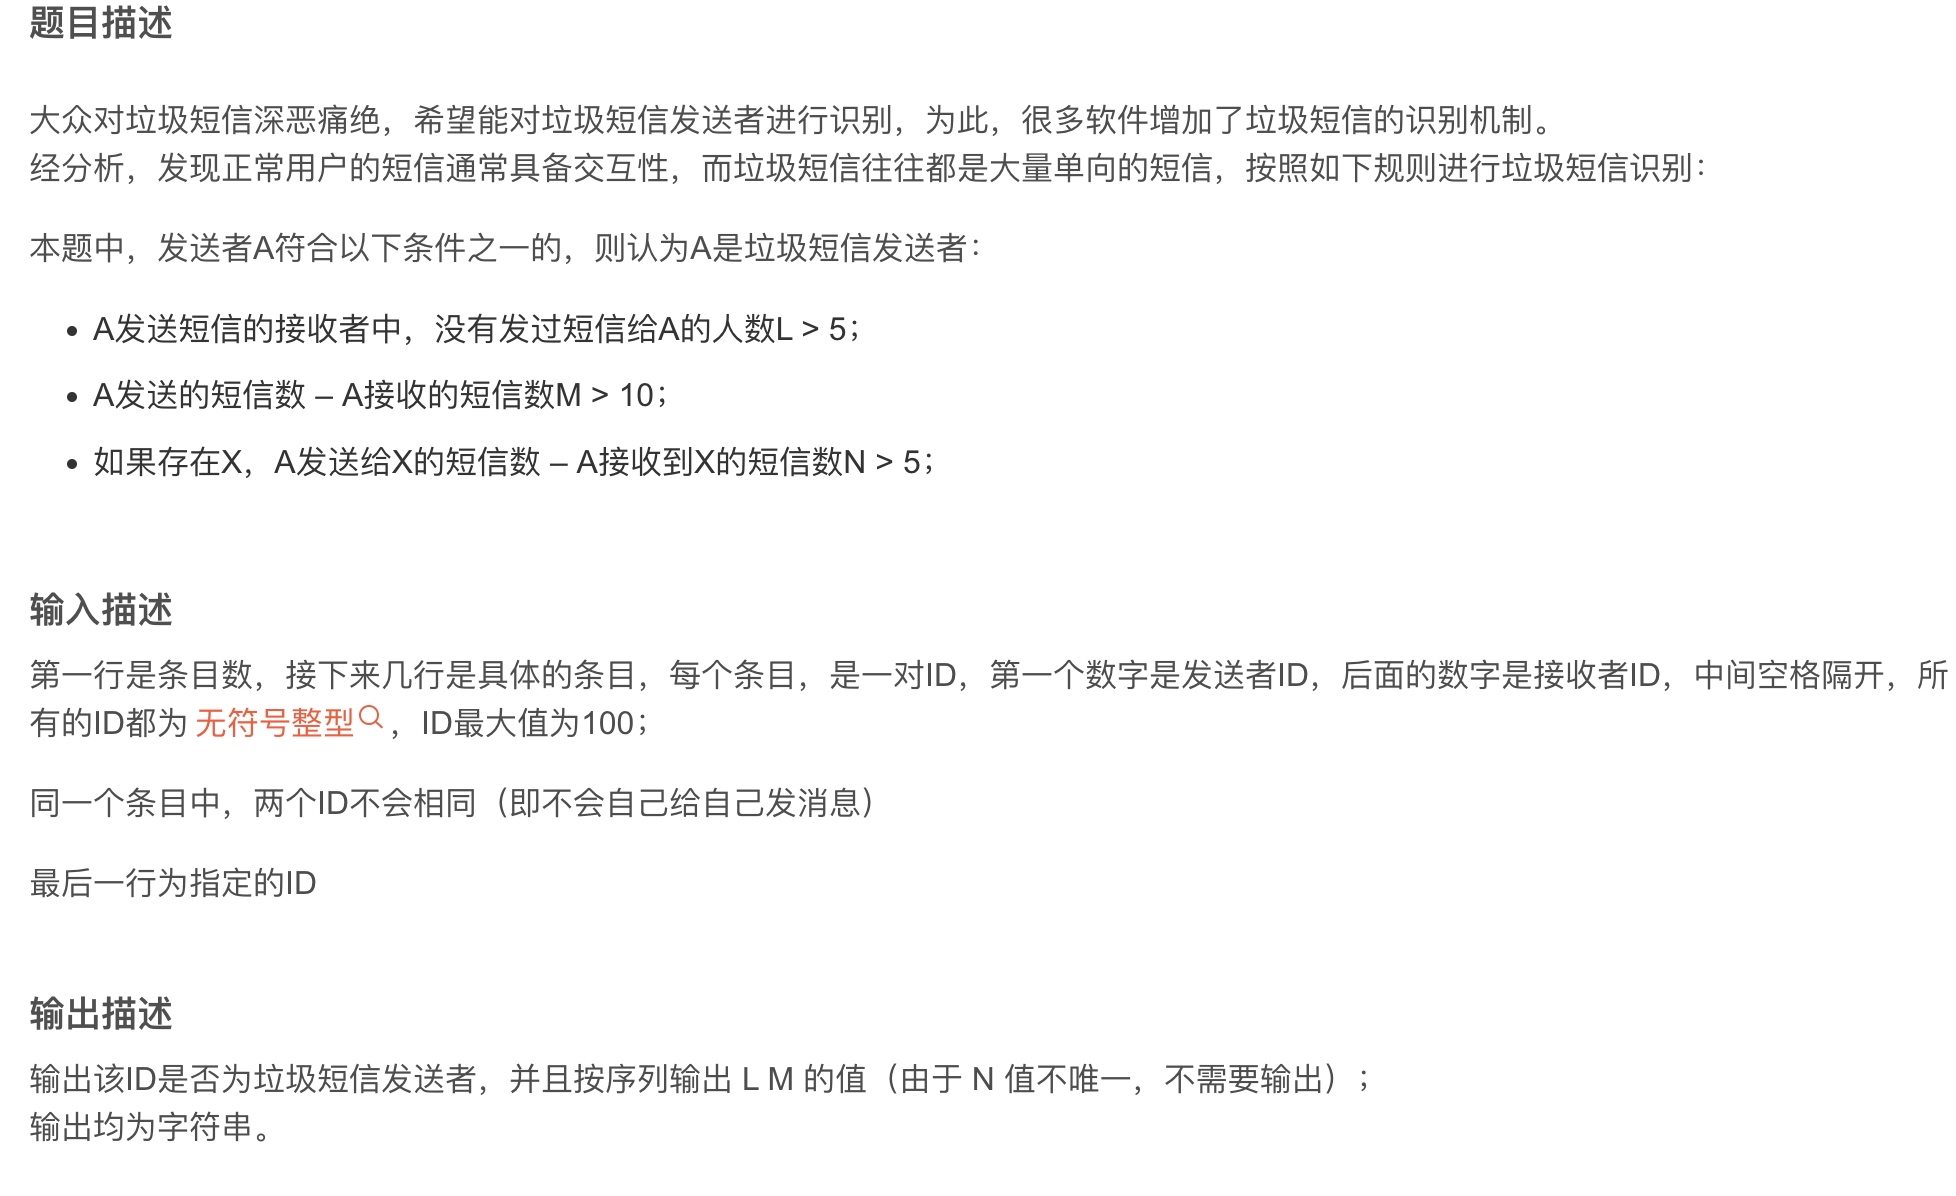 题目描述
大众对垃圾短信深恶痛绝，希望能对垃圾短信发送者进行识别，为此，很多软件增加了垃圾短信的识别机制。
经分析，发现正常用户的短信通常具备交互性，而垃圾短信往往都是大量单向的短信，按照如下规则进行垃圾短信识别：
本题中，发送者A符合以下条件之一的，则认为A是垃圾短信发送者：
• A发送短信的接收者中，没有发过短信给A的人数L > 5；
• A发送的短信数 – A接收的短信数M > 10；
• 如果存在X，A发送给X的短信数 – A接收到X的短信数N > 5；
输入描述
第一行是条目数，接下来几行是具体的条目，每个条目，是一对ID，第一个数字是发送者ID，后面的数字是接收者ID，中间空格隔开，所
有的ID都为 无符号整型 ，ID最大值为100；
同一个条目中，两个ID不会相同（即不会自己给自己发消息）
最后一行为指定的ID
输出描述
输出该ID是否为垃圾短信发送者，并且按序列输出 L M 的值（由于 N 值不唯一，不需要输出）；
输出均为字符串。